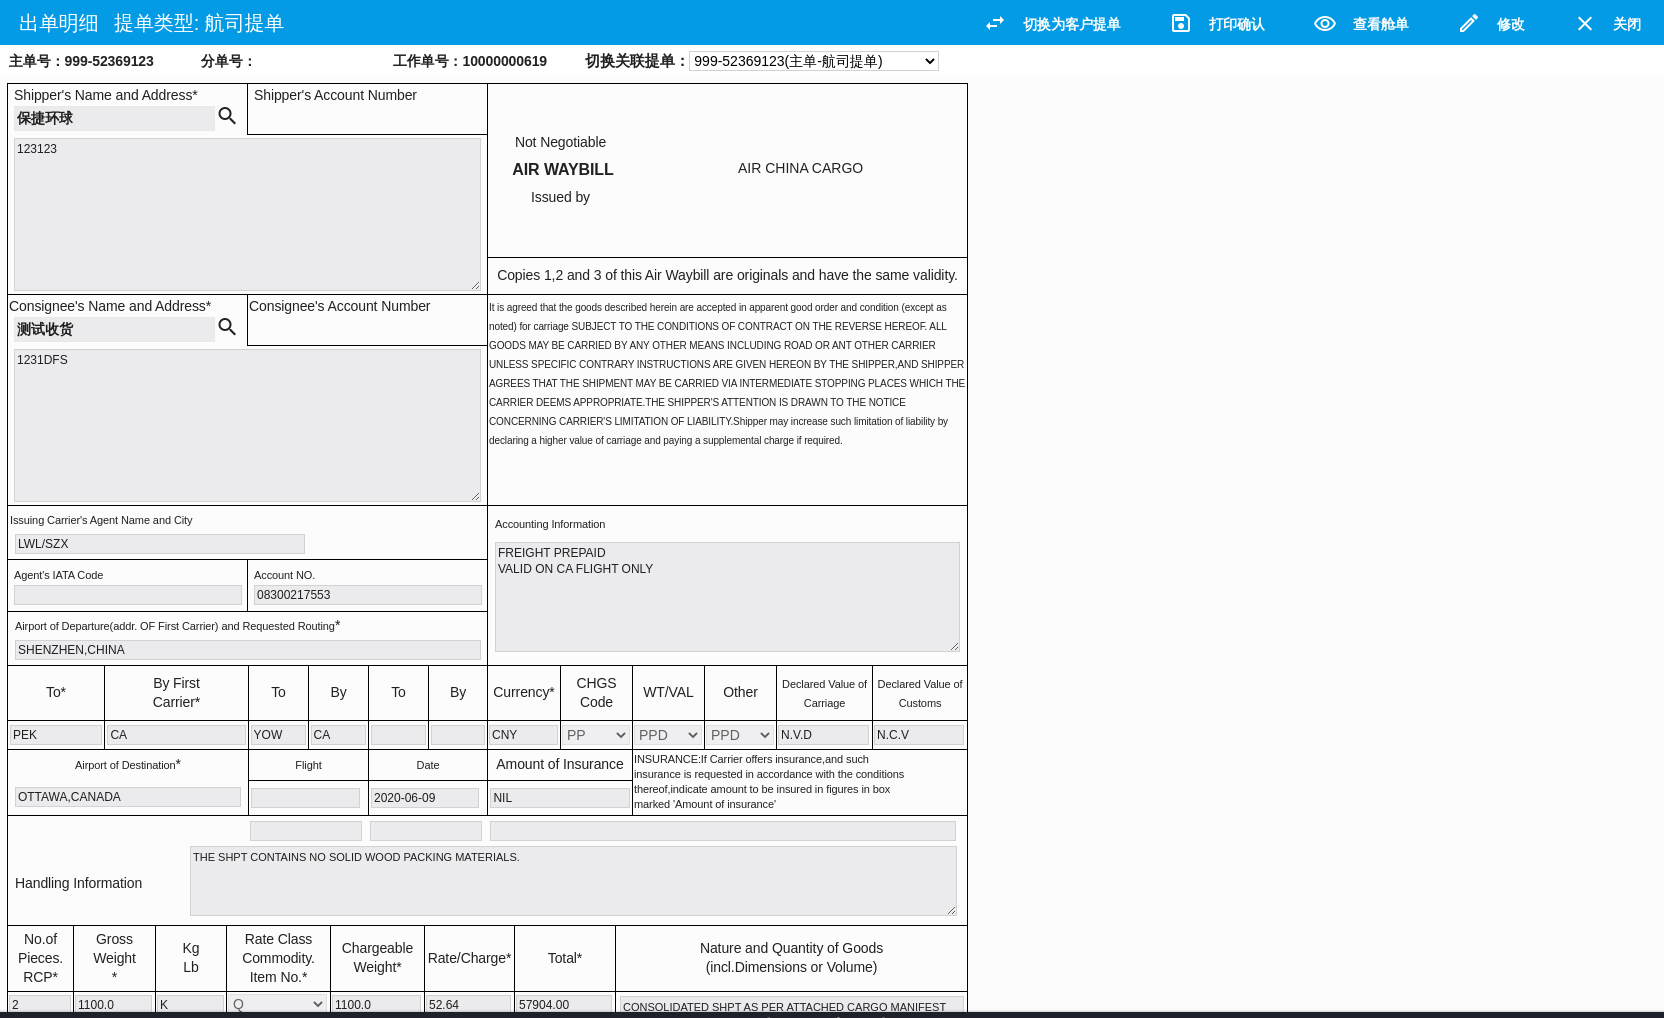 出单明细 提单类型: 航司提单
切换为客户提单 打印确认 查看舱单 修改 关闭
主单号：999-52369123 分单号： 工作单号：10000000619 切换关联提单： 999-52369123(主单-航司提单)
Shipper's Name and Address* Shipper's Account Number
保捷环球
123123
Not Negotiable
AIR WAYBILL AIR CHINA CARGO
Issued by
Copies 1,2 and 3 of this Air Waybill are originals and have the same validity.
Consignee's Name and Address* Consignee's Account Number
测试收货
1231DFS
It is agreed that the goods described herein are accepted in apparent good order and condition (except as
noted) for carriage SUBJECT TO THE CONDITIONS OF CONTRACT ON THE REVERSE HEREOF. ALL
GOODS MAY BE CARRIED BY ANY OTHER MEANS INCLUDING ROAD OR ANT OTHER CARRIER
UNLESS SPECIFIC CONTRARY INSTRUCTIONS ARE GIVEN HEREON BY THE SHIPPER,AND SHIPPER
AGREES THAT THE SHIPMENT MAY BE CARRIED VIA INTERMEDIATE STOPPING PLACES WHICH THE
CARRIER DEEMS APPROPRIATE.THE SHIPPER'S ATTENTION IS DRAWN TO THE NOTICE
CONCERNING CARRIER'S LIMITATION OF LIABILITY.Shipper may increase such limitation of liability by
declaring a higher value of carriage and paying a supplemental charge if required.
Issuing Carrier's Agent Name and City
LWL/SZX
Agent's IATA Code Account NO.
08300217553
Airport of Departure(addr. OF First Carrier) and Requested Routing*
SHENZHEN,CHINA
Accounting Information
FREIGHT PREPAID
VALID ON CA FLIGHT ONLY
To* By First Carrier* To By To By Currency* CHGS Code WT/VAL Other Declared Value of Carriage Declared Value of Customs
PEK CA YOW CA CNY PP PPD PPD N.V.D N.C.V
Airport of Destination* Flight Date Amount of Insurance
OTTAWA,CANADA 2020-06-09 NIL
INSURANCE:If Carrier offers insurance,and such
insurance is requested in accordance with the conditions
thereof,indicate amount to be insured in figures in box
marked 'Amount of insurance'
THE SHPT CONTAINS NO SOLID WOOD PACKING MATERIALS.
Handling Information
No.of Pieces. RCP* Gross Weight * Kg Lb Rate Class Commodity. Item No.* Chargeable Weight* Rate/Charge* Total* Nature and Quantity of Goods (incl.Dimensions or Volume)
2 1100.0 K Q 1100.0 52.64 57904.00 CONSOLIDATED SHPT AS PER ATTACHED CARGO MANIFEST